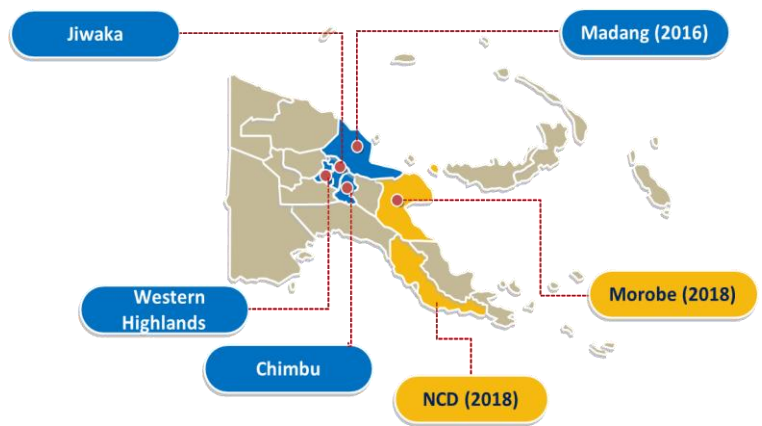 Jiwaka
Madang (2016)
Western
Highlands
Morobe (2018)
Chimbu
NCD (2018)